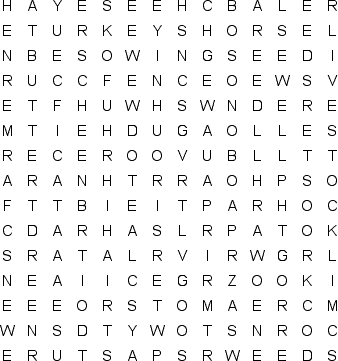 H A Y E S E E H C B A L E R
E T U R K E Y S H O R S E L
N B E S O W I N G S E E D I
R U C C F E N C E O E W S V
E T F H U W H S W N D E R E
M T I E H D U G A O L L E S
R E C E R O O V U B L L T T
A R A N H T R R A O H P S O
F T T B I E I T P A R H O C
C D A R H A S L R P A T O K
S R A T A L R V I R W G R L
N E A I I C E G R Z O O K I
E E E O R S T O M A E R C M
W N S D T Y W O T S N R O C
E R U T S A P S R W E E D S